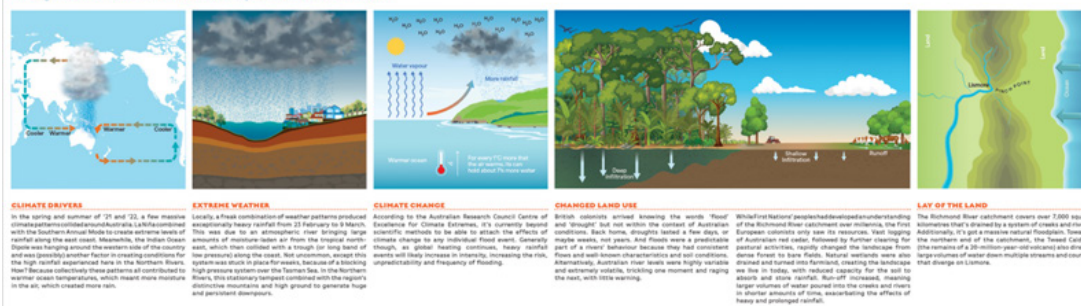 H₂O H₂O H₂O H₂O H₂O H₂O
Water vapour
More rainfall
Warmer ocean
°C
For every 1°C more that
the air warms, it can
hold about 7% more water
Cooler Warmer
Warmer Cooler
Deep
infiltration
Shallow
Infiltration
Runoff
Land
Lismore
Land
Ocean
CLIMATE DRIVERS
In the spring and summer of '21 and '22, a few massive
climate patterns collided around Australia. La Niña combined
with the Southern Annual Mode to create extreme levels of
rainfall along the east coast. Meanwhile, the Indian Ocean
Dipole was hanging around the western side of the country
and was (possibly) another factor in creating conditions for
the high rainfall experienced here in the Northern Rivers.
How? Because collectively these patterns all contributed to
warmer ocean temperatures, which meant more moisture
in the air, which created more rain.
EXTREME WEATHER
Locally, a freak combination of weather patterns produced
exceptionally heavy rainfall from 23 February to 9 March.
This was due to an atmospheric river bringing large
amounts of moisture-laden air from the tropical north-
east, which then collided with a trough (or long band of
low pressure) along the coast. Not uncommon, except this
system was stuck in place for weeks, because of a blocking
high pressure system over the Tasman Sea. In the Northern
Rivers, this stationary tempest combined with the region's
distinctive mountains and high ground to generate huge
and persistent downpours.
CLIMATE CHANGE
According to the Australian Research Council Centre of
Excellence for Climate Extremes, it's currently beyond
scientific methods to be able to attach the effects of
climate change to any individual flood event. Generally
though, as global heating continues, heavy rainfall
events will likely increase in intensity, increasing the risk,
unpredictability and frequency of flooding.
CHANGED LAND USE
British colonists arrived knowing the words 'flood'
and 'drought' but not within the context of Australian
conditions. Back home, droughts lasted a few days, or
maybe weeks, not years. And floods were a predictable
part of a rivers' behaviour because they had consistent
flows and well-known characteristics and soil conditions.
Alternatively, Australian river levels were highly variable
and extremely volatile, trickling one moment and raging
the next, with little warning.
While First Nations' peoples had developed an understanding
of the Richmond River catchment over millennia, the first
European colonists only saw its resources. Vast logging
of Australian red cedar, followed by further clearing for
pastoral activities, rapidly changed the landscape from
dense forest to bare fields. Natural wetlands were also
drained and turned into farmland, creating the landscape
we live in today, with reduced capacity for the soil to
absorb and store rainfall. Run-off increased, meaning
larger volumes of water poured into the creeks and rivers
in shorter amounts of time, exacerbating the effects of
heavy and prolonged rainfall.
LAY OF THE LAND
The Richmond River catchment covers over 7,000 squ
kilometres that's drained by a system of creeks and rive
Additionally, it's a massive natural floodplain. Towe
for the northern end of the catchment, the Tweed Cal
(the remains of a 20-million-year-old volcano) also dire
large volumes of water down multiple streams and cour
that diverge on Lismore.